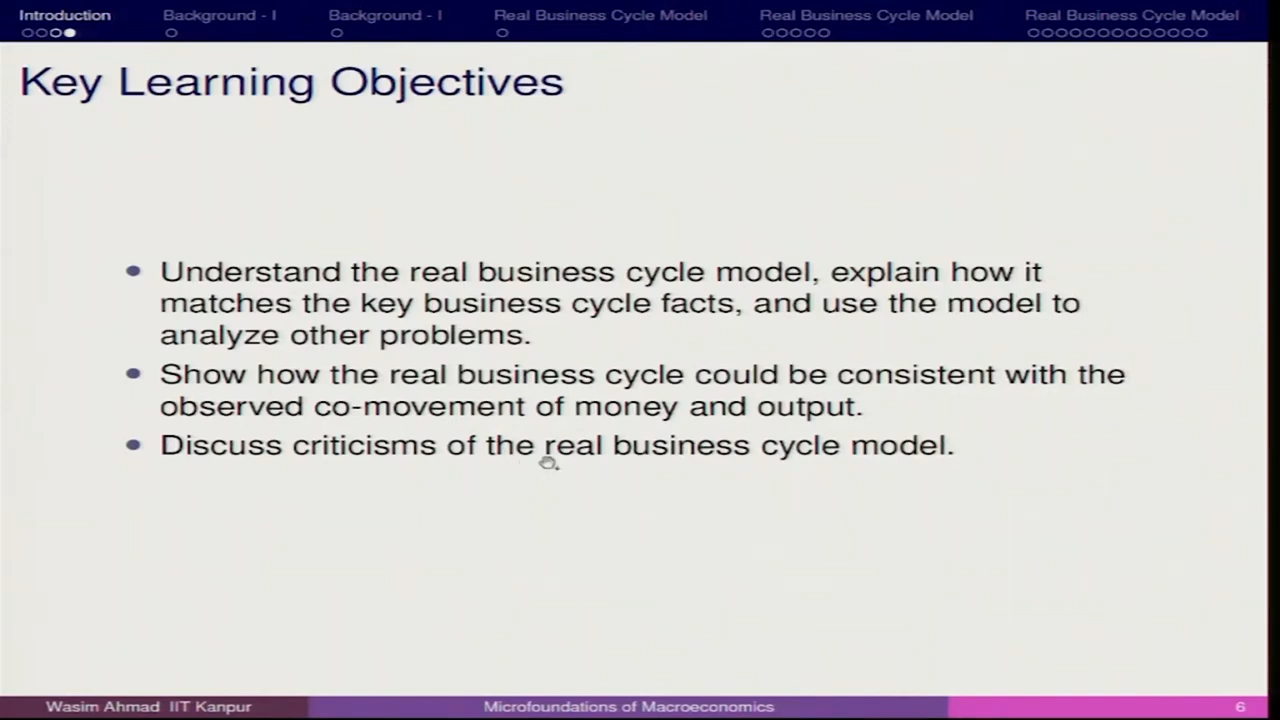 Introduction Background - I Background - I Real Business Cycle Model Real Business Cycle Model Real Business Cycle Model
Key Learning Objectives
Understand the real business cycle model, explain how it
matches the key business cycle facts, and use the model to
analyze other problems.
Show how the real business cycle could be consistent with the
observed co-movement of money and output.
Discuss criticisms of the real business cycle model.
Wasim Ahmad IIT Kanpur Microfoundations of Macroeconomics 6